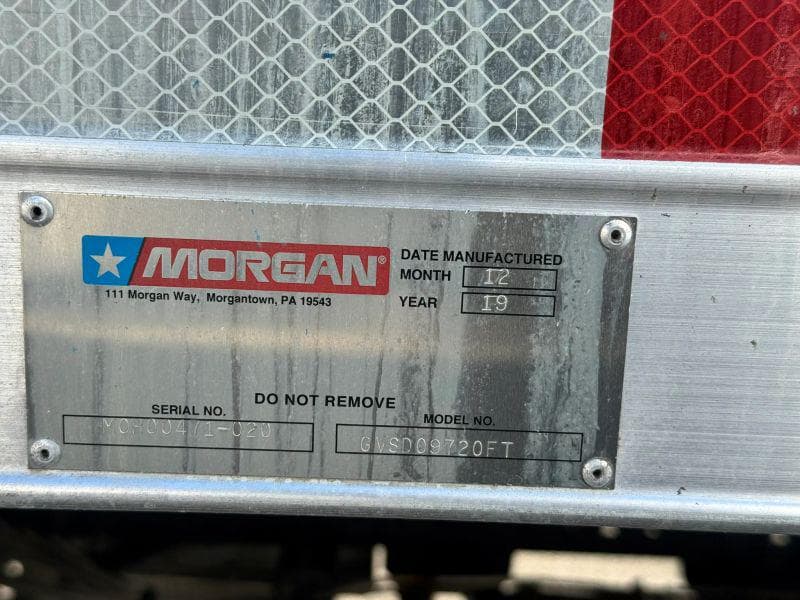 MORGAN®
111 Morgan Way, Morgantown, PA 19543
DATE MANUFACTURED
MONTH 12
YEAR 19
DO NOT REMOVE
SERIAL NO.
MODEL NO.
GVSD09720FT